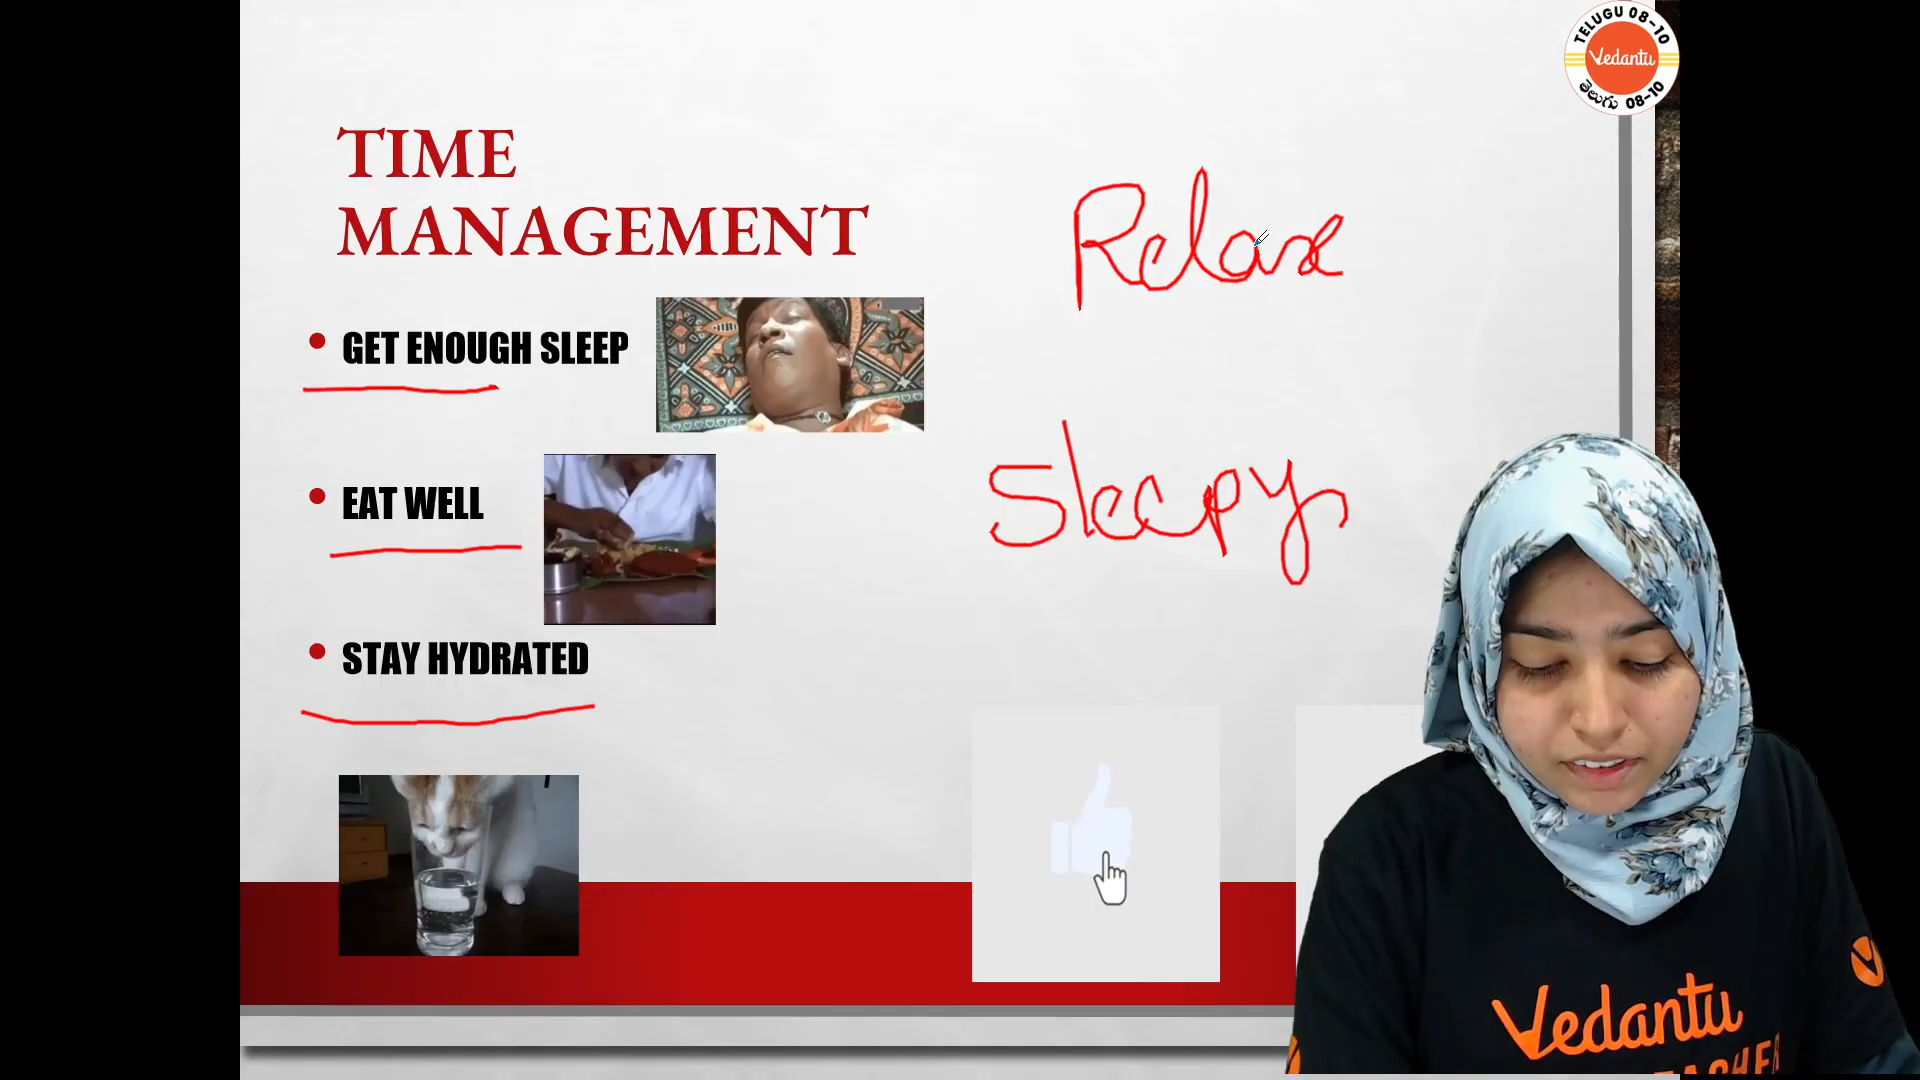 TELUGU 08-10
Vedantu
తెలుగు 08-10
TIME
MANAGEMENT
Relax
• GET ENOUGH SLEEP
Sleepy
• EAT WELL
• STAY HYDRATED
Vedantu